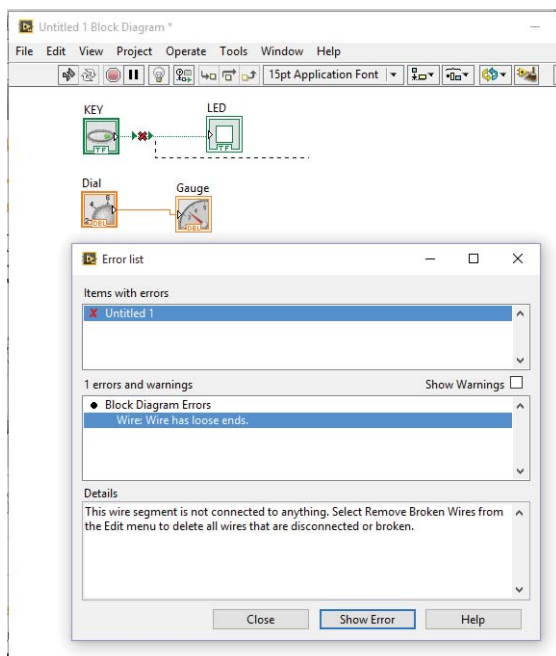 Untitled 1 Block Diagram *
File Edit View Project Operate Tools Window Help
15pt Application Font
KEY
LED
TF
TF
Dial
Gauge
DBL
DBL
Error list
Items with errors
Untitled 1
1 errors and warnings
Show Warnings
Block Diagram Errors
Wire: Wire has loose ends.
Details
This wire segment is not connected to anything. Select Remove Broken Wires from
the Edit menu to delete all wires that are disconnected or broken.
Close Show Error Help